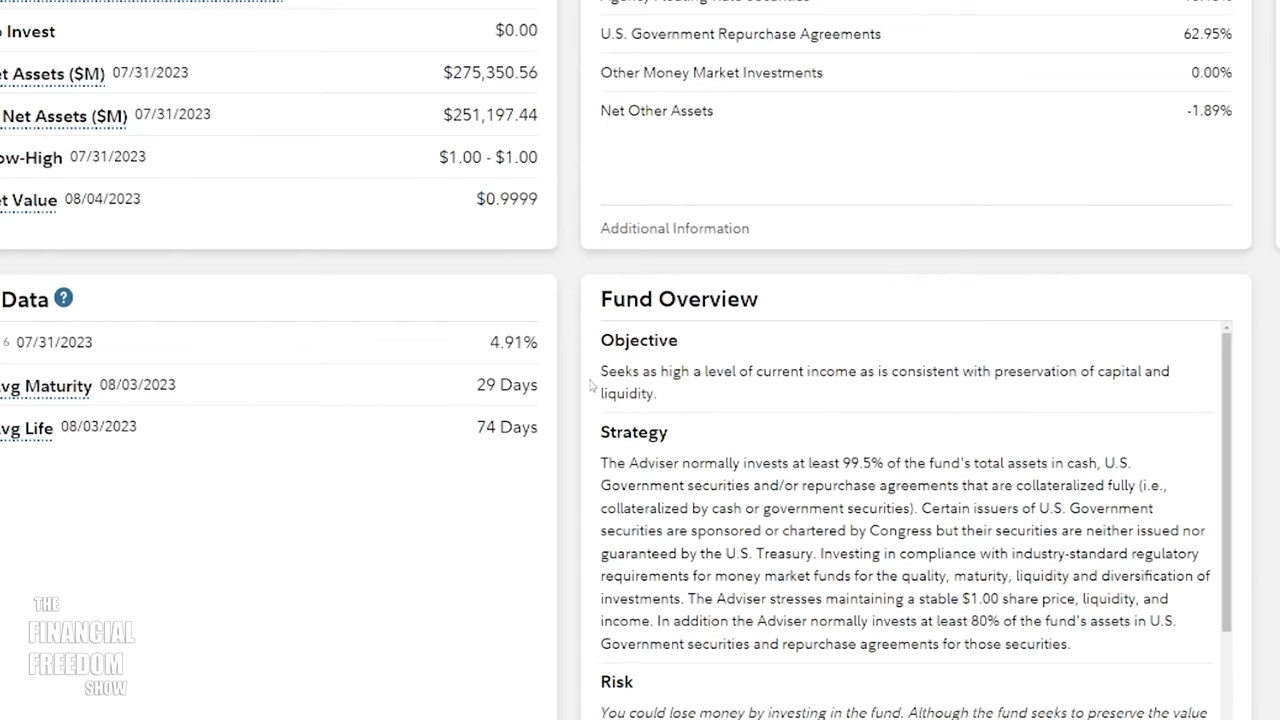 Invest
$0.00
et Assets ($M) 07/31/2023
$275,350.56
Net Assets ($M) 07/31/2023
$251,197.44
ow-High 07/31/2023
$1.00 - $1.00
et Value 08/04/2023
$0.9999
U.S. Government Repurchase Agreements
62.95%
Other Money Market Investments
0.00%
Net Other Assets
-1.89%
Additional Information
Data ?
6 07/31/2023
4.91%
vg Maturity 08/03/2023
29 Days
vg Life 08/03/2023
74 Days
Fund Overview
Objective
Seeks as high a level of current income as is consistent with preservation of capital and
liquidity.
Strategy
The Adviser normally invests at least 99.5% of the fund's total assets in cash, U.S.
Government securities and/or repurchase agreements that are collateralized fully (i.e.,
collateralized by cash or government securities). Certain issuers of U.S. Government
securities are sponsored or chartered by Congress but their securities are neither issued nor
guaranteed by the U.S. Treasury. Investing in compliance with industry-standard regulatory
requirements for money market funds for the quality, maturity, liquidity and diversification of
investments. The Adviser stresses maintaining a stable $1.00 share price, liquidity, and
income. In addition the Adviser normally invests at least 80% of the fund's assets in U.S.
Government securities and repurchase agreements for those securities.
Risk
You could lose money by investing in the fund. Although the fund seeks to preserve the value
THE
FINANCIAL
FREEDOM
SHOW